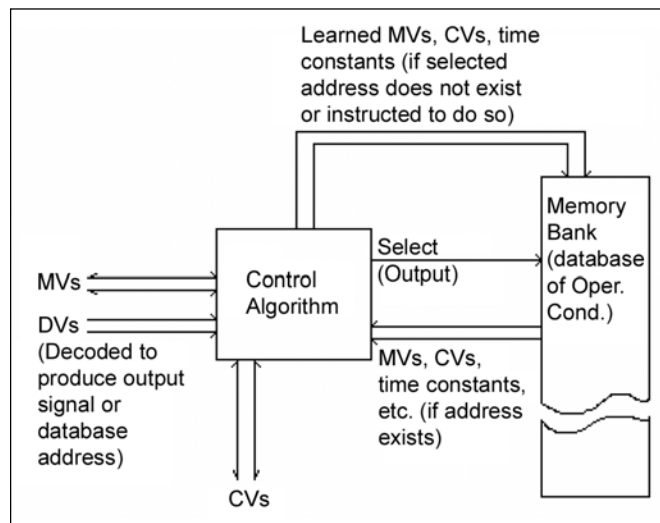 Learned MVs, CVs, time
constants (if selected
address does not exist
or instructed to do so)
Memory
Bank
(database
of Oper.
Cond.)
Select
(Output)
Control
Algorithm
MVs
DVs
(Decoded to
produce output
signal or
database
address)
MVs, CVs,
time constants,
etc. (if address
exists)
CVs